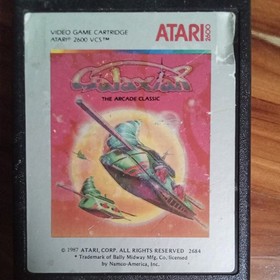 VIDEO GAME CARTRIDGE
ATARI® 2600 VCS™
ATARI® 2600
Galaxian*
THE ARCADE CLASSIC
© 1987 ATARI, CORP. ALL RIGHTS RESERVED 2684
* Trademark of Bally Midway Mfg. Co. licensed
by Namco-America, Inc.